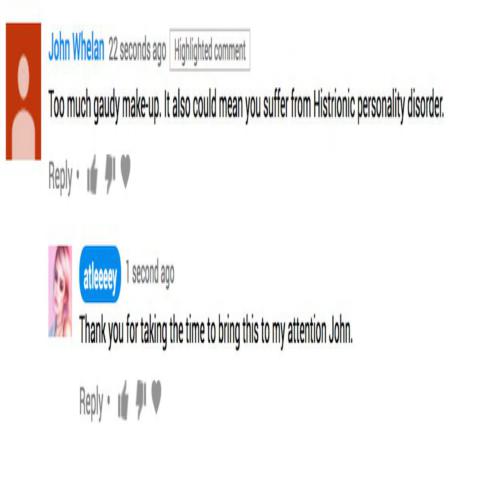 John Whelan 22 seconds ago Highlighted comment
Too much gaudy make-up. It also could mean you suffer from Histrionic personality disorder.
Reply •
atleeeey 1 second ago
Thank you for taking the time to bring this to my attention John.
Reply •